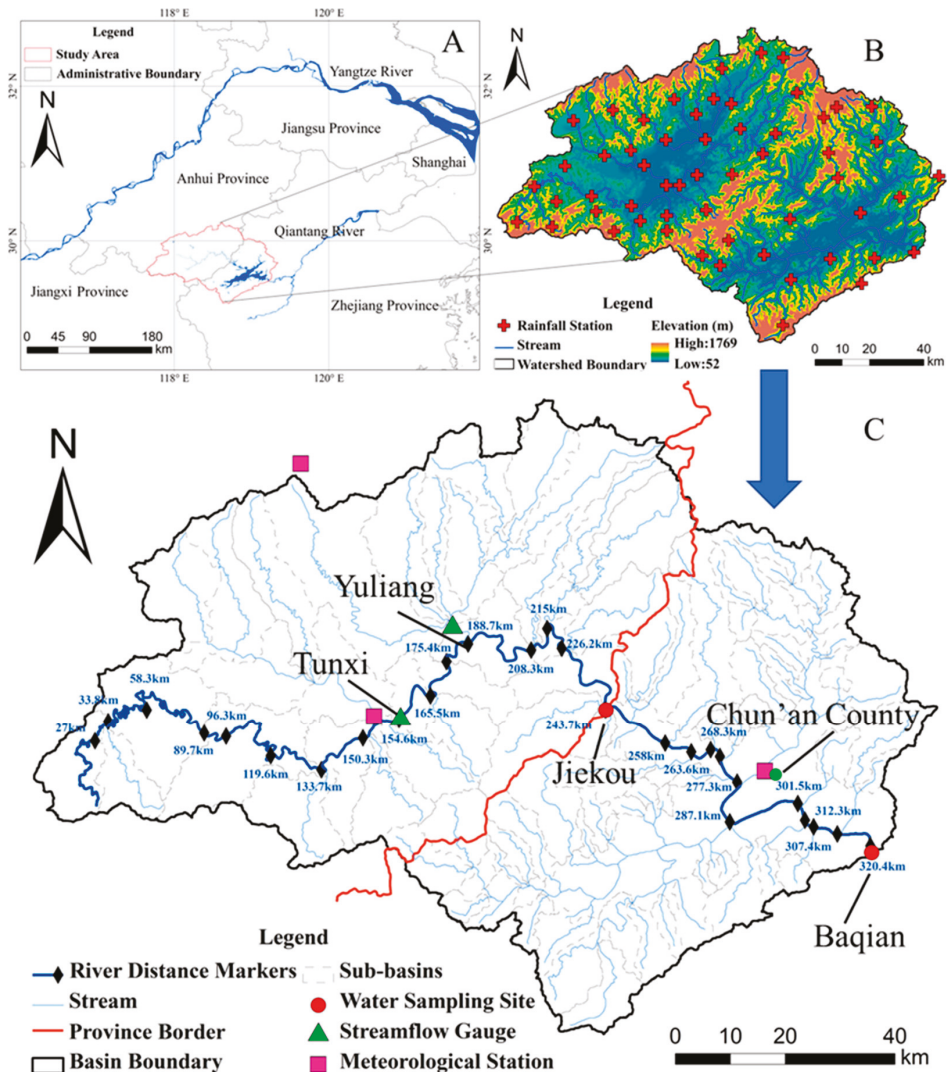 118° E
120° E
Legend
Study Area
Administrative Boundary
A
N
32° N
Yangtze River
Jiangsu Province
Shanghai
Anhui Province
30° N
Qiantang River
Jiangxi Province
Zhejiang Province
0 45 90 180
km
118° E
120° E
N
B
Legend
Rainfall Station
Stream
Watershed Boundary
Elevation (m)
High:1769
Low:52
0 10 20 40
km
C
N
Yuliang
Tunxi
Jiekou
Chun'an County
Baqian
27km
33.8km
58.3km
89.7km
96.3km
119.6km
133.7km
150.3km
154.6km
165.5km
175.4km
188.7km
208.3km
215km
226.2km
243.7km
258km
263.6km
268.3km
277.3km
287.1km
301.5km
307.4km
312.3km
320.4km
Legend
River Distance Markers
Stream
Province Border
Basin Boundary
Sub-basins
Water Sampling Site
Streamflow Gauge
Meteorological Station
0 10 20 40
km